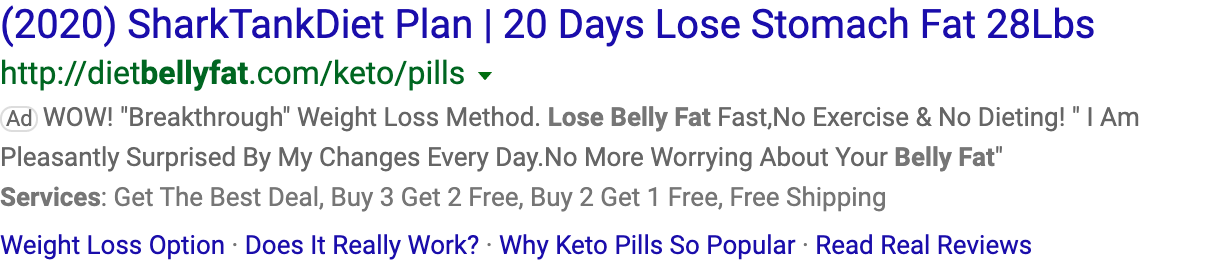 (2020) SharkTankDiet Plan | 20 Days Lose Stomach Fat 28Lbs
http://dietbellyfat.com/keto/pills
Ad WOW! "Breakthrough" Weight Loss Method. Lose Belly Fat Fast,No Exercise & No Dieting! " I Am
Pleasantly Surprised By My Changes Every Day.No More Worrying About Your Belly Fat"
Services: Get The Best Deal, Buy 3 Get 2 Free, Buy 2 Get 1 Free, Free Shipping
Weight Loss Option · Does It Really Work? · Why Keto Pills So Popular · Read Real Reviews